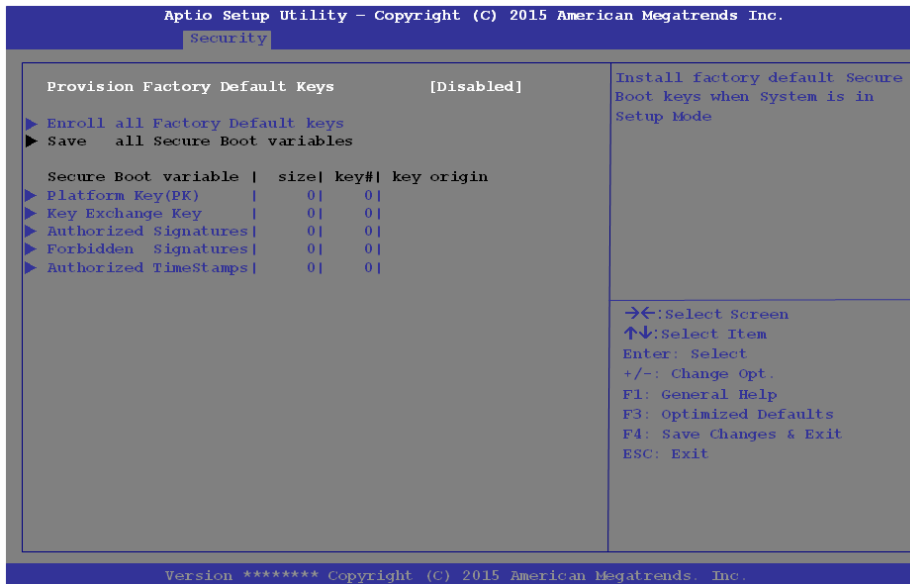 Aptio Setup Utility – Copyright (C) 2015 American Megatrends Inc.
Security
Provision Factory Default Keys [Disabled]
▶ Enroll all Factory Default keys
▶ Save all Secure Boot variables
Secure Boot variable | size| key#| key origin
▶ Platform Key(PK) | 0| 0|
▶ Key Exchange Key | 0| 0|
▶ Authorized Signatures| 0| 0|
▶ Forbidden Signatures| 0| 0|
▶ Authorized TimeStamps| 0| 0|
Install factory default Secure
Boot keys when System is in
Setup Mode
→←:Select Screen
↑↓:Select Item
Enter: Select
+/-: Change Opt.
F1: General Help
F3: Optimized Defaults
F4: Save Changes & Exit
ESC: Exit
Version ******** Copyright (C) 2015 American Megatrends. Inc.